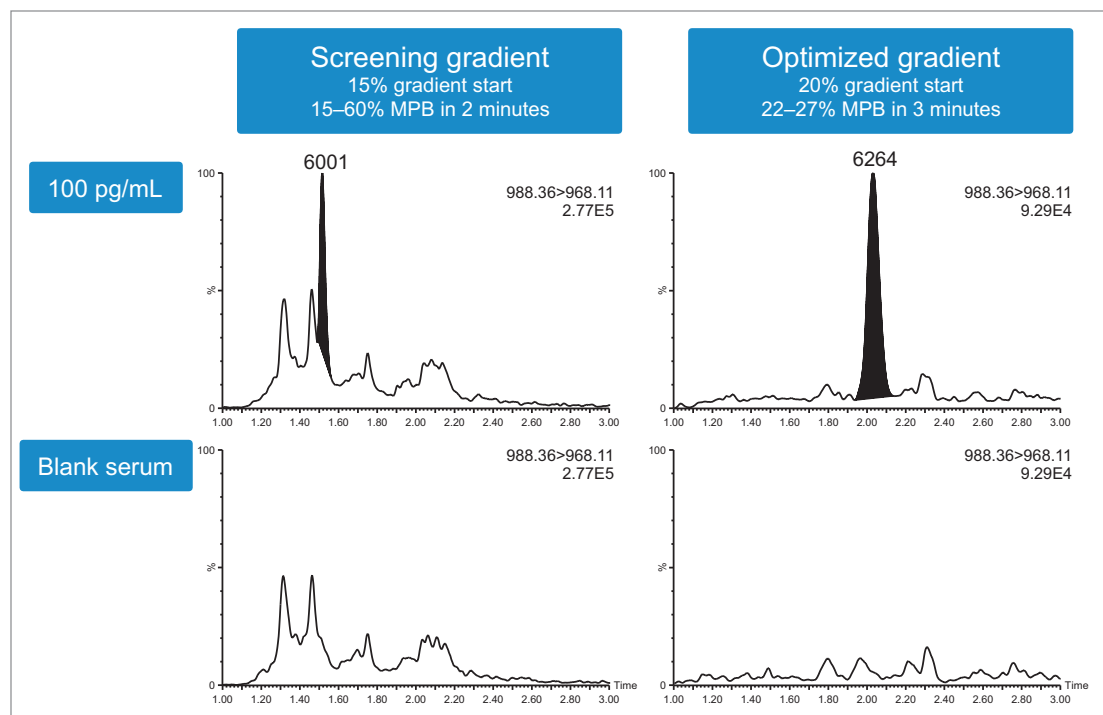 Screening gradient
15% gradient start
15–60% MPB in 2 minutes
Optimized gradient
20% gradient start
22–27% MPB in 3 minutes
100 pg/mL
6001
100
988.36>968.11
2.77E5
%
0
1.00 1.20 1.40 1.60 1.80 2.00 2.20 2.40 2.60 2.80 3.00
6264
100
988.36>968.11
9.29E4
%
0
1.00 1.20 1.40 1.60 1.80 2.00 2.20 2.40 2.60 2.80 3.00
Blank serum
100
988.36>968.11
2.77E5
%
0
1.00 1.20 1.40 1.60 1.80 2.00 2.20 2.40 2.60 2.80 3.00
Time
100
988.36>968.11
9.29E4
%
0
1.00 1.20 1.40 1.60 1.80 2.00 2.20 2.40 2.60 2.80 3.00
Time